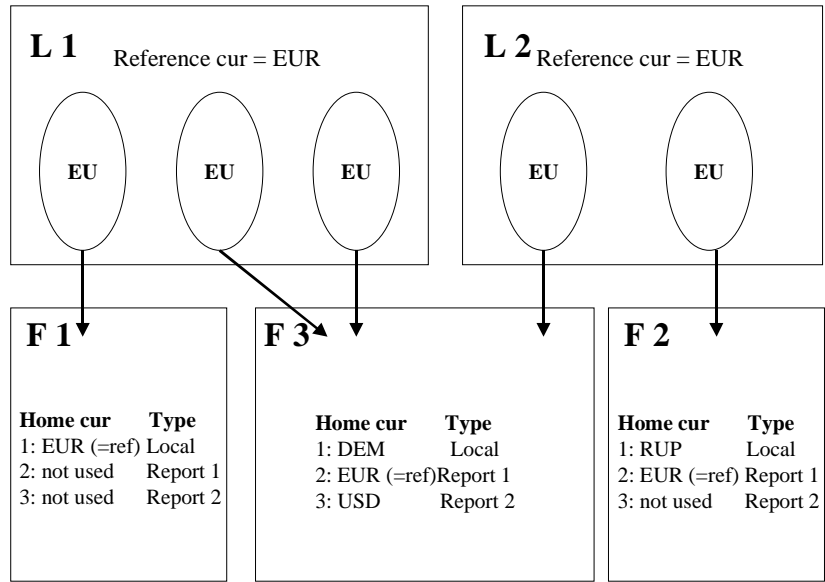 L 1
Reference cur = EUR
EU EU EU
L 2
Reference cur = EUR
EU EU
F 1
Home cur Type
1: EUR (=ref) Local
2: not used Report 1
3: not used Report 2
F 3
Home cur Type
1: DEM Local
2: EUR (=ref)Report 1
3: USD Report 2
F 2
Home cur Type
1: RUP Local
2: EUR (=ref) Report 1
3: not used Report 2